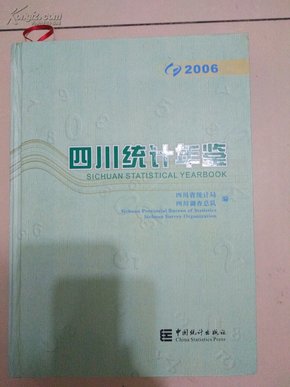 2006
四川统计年鉴
SICHUAN STATISTICAL YEARBOOK
四川省统计局
四川调查总队
编
Sichuan Provincial Bureau of Statistics
Sichuan Survey Organization
中国统计出版社
China Statistics Press